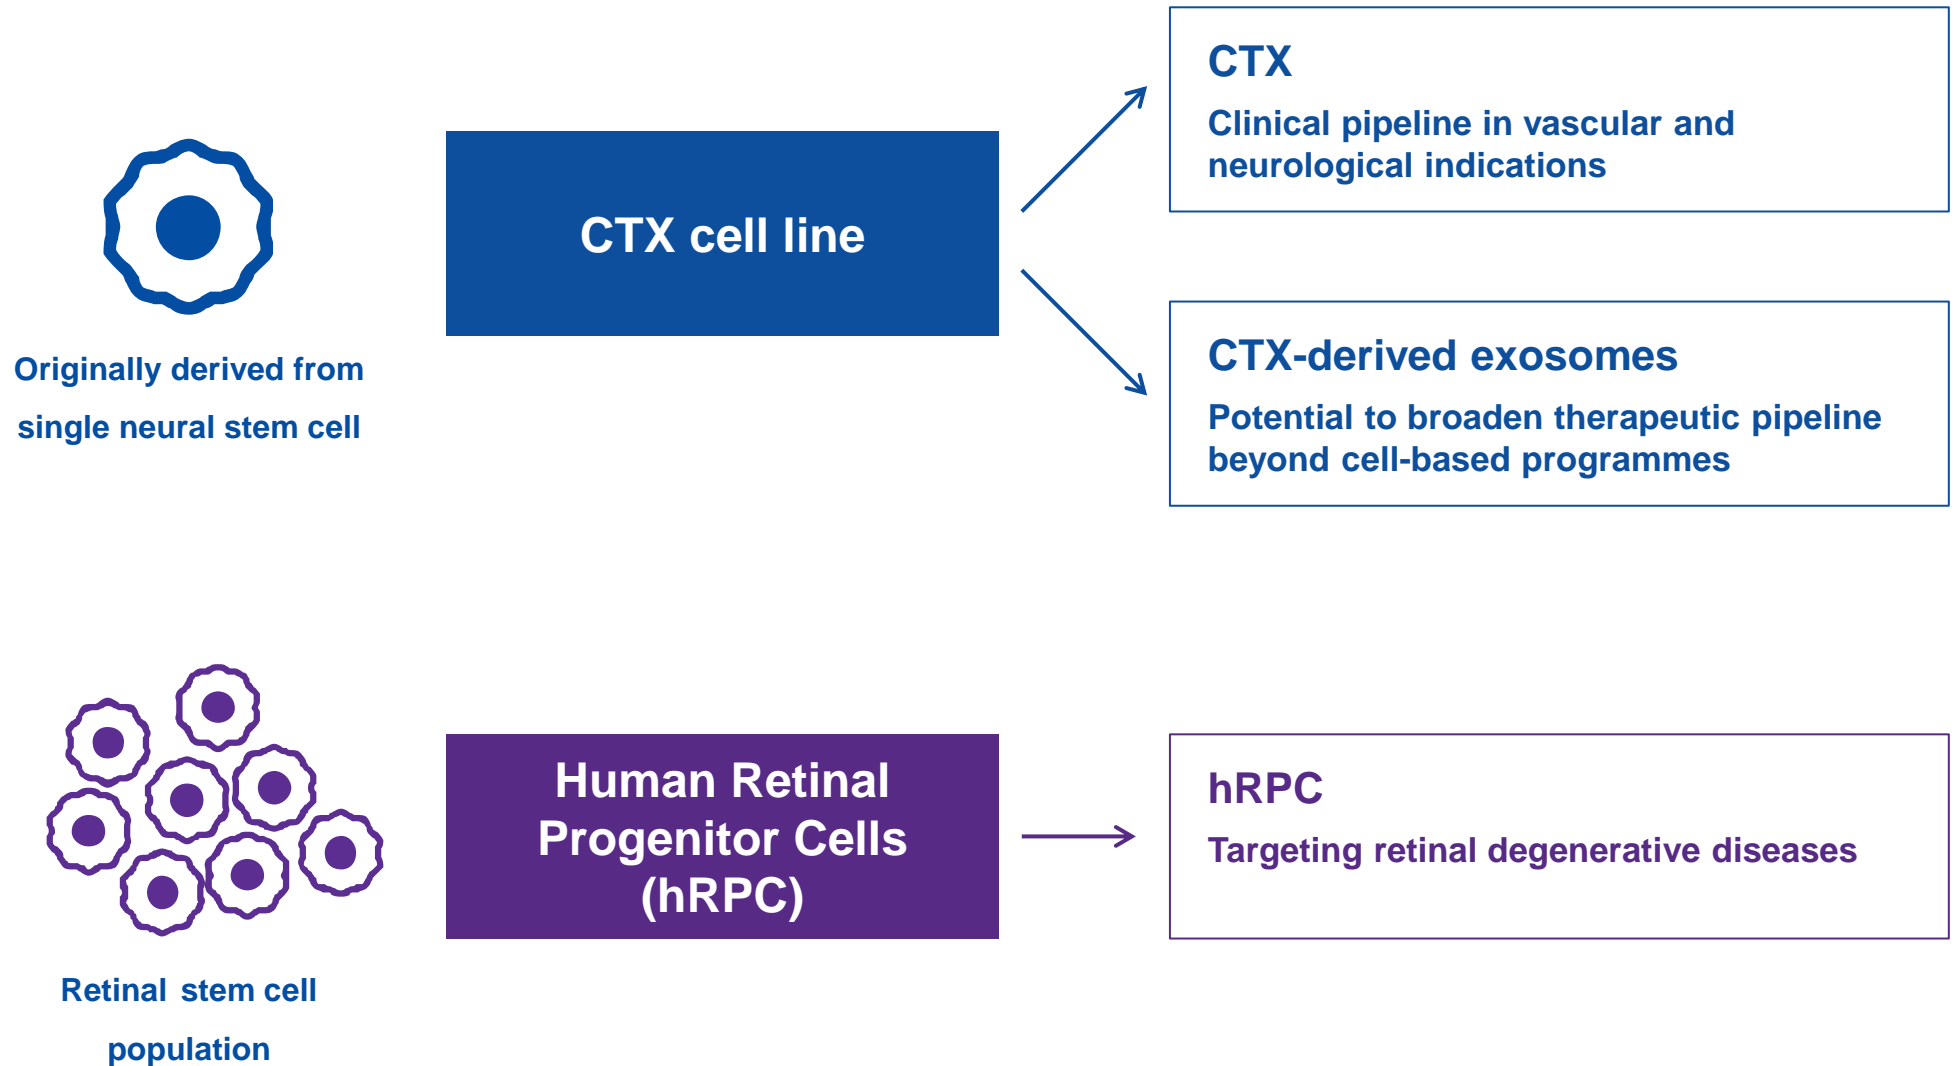 Originally derived from
single neural stem cell
CTX cell line
CTX
Clinical pipeline in vascular and
neurological indications
CTX-derived exosomes
Potential to broaden therapeutic pipeline
beyond cell-based programmes
Retinal stem cell
population
Human Retinal
Progenitor Cells
(hRPC)
hRPC
Targeting retinal degenerative diseases